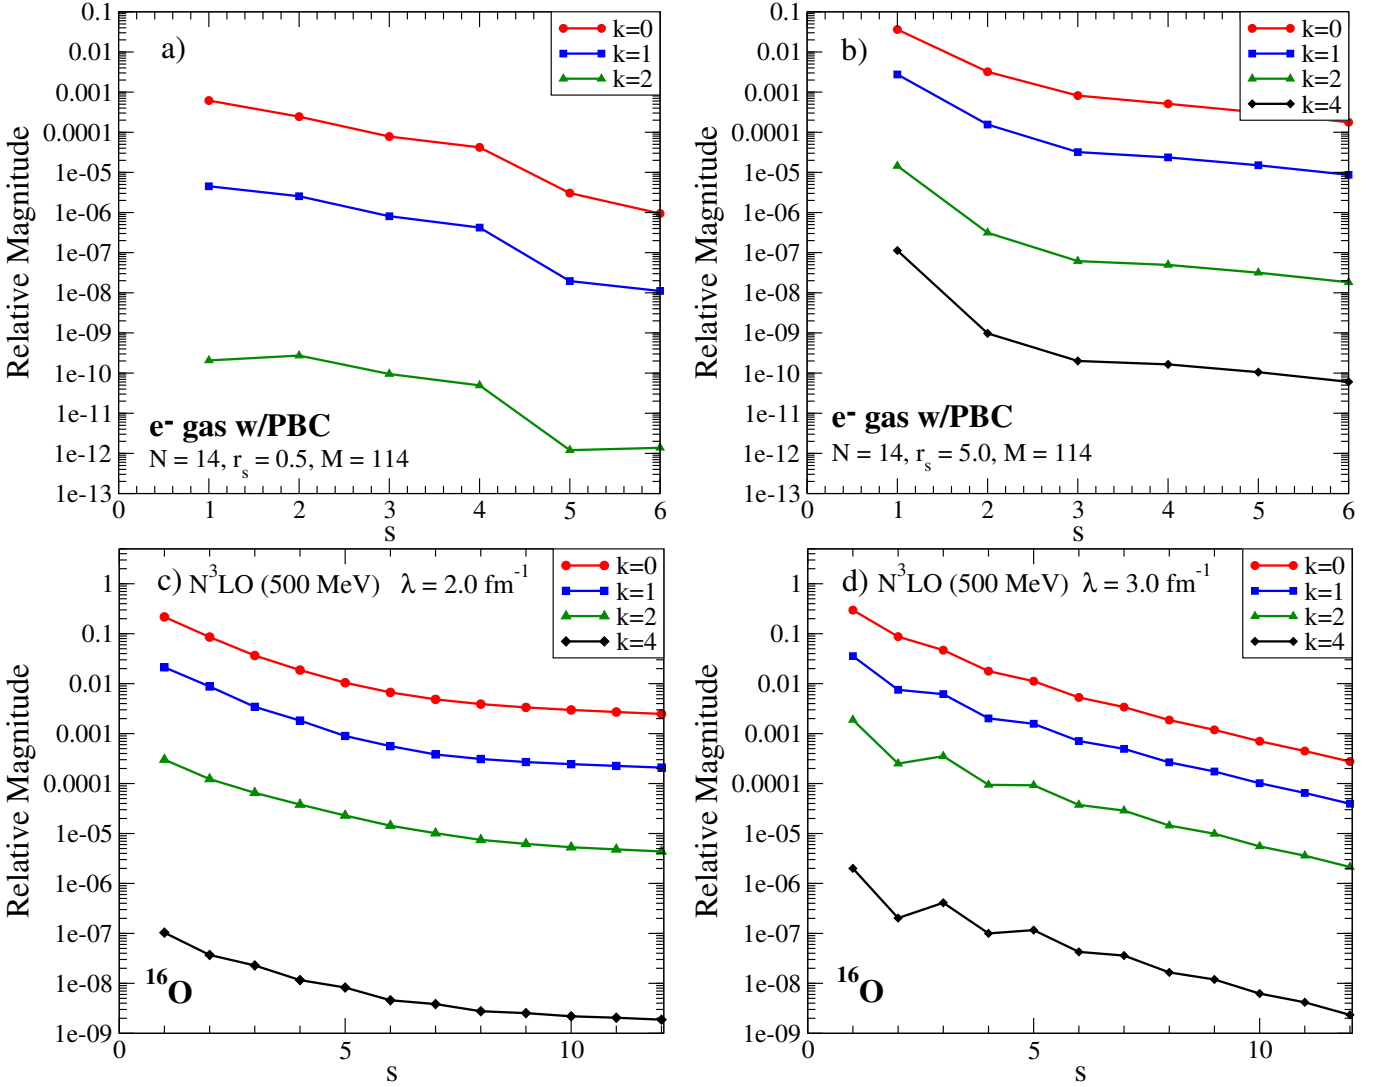 a)
k=0
k=1
k=2
0.1
0.01
0.001
0.0001
1e-05
1e-06
1e-07
1e-08
1e-09
1e-10
1e-11
1e-12
1e-13
Relative Magnitude
e⁻ gas w/PBC
N = 14, r_s = 0.5, M = 114
0 1 2 3 4 5 6
s
b)
k=0
k=1
k=2
k=4
0.1
0.01
0.001
0.0001
1e-05
1e-06
1e-07
1e-08
1e-09
1e-10
1e-11
1e-12
1e-13
Relative Magnitude
e⁻ gas w/PBC
N = 14, r_s = 5.0, M = 114
0 1 2 3 4 5 6
s
c) N³LO (500 MeV) λ = 2.0 fm⁻¹
k=0
k=1
k=2
k=4
1
0.1
0.01
0.001
0.0001
1e-05
1e-06
1e-07
1e-08
1e-09
Relative Magnitude
¹⁶O
0 5 10
s
d) N³LO (500 MeV) λ = 3.0 fm⁻¹
k=0
k=1
k=2
k=4
1
0.1
0.01
0.001
0.0001
1e-05
1e-06
1e-07
1e-08
1e-09
Relative Magnitude
¹⁶O
0 5 10
s